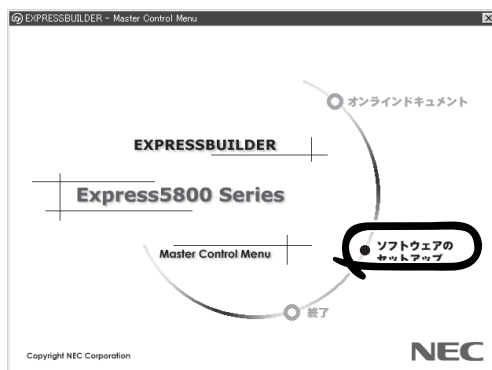 EXPRESSBUILDER - Master Control Menu
オンラインドキュメント
EXPRESSBUILDER
Express5800 Series
ソフトウェアの
セットアップ
Master Control Menu
終了
Copyright NEC Corporation
NEC